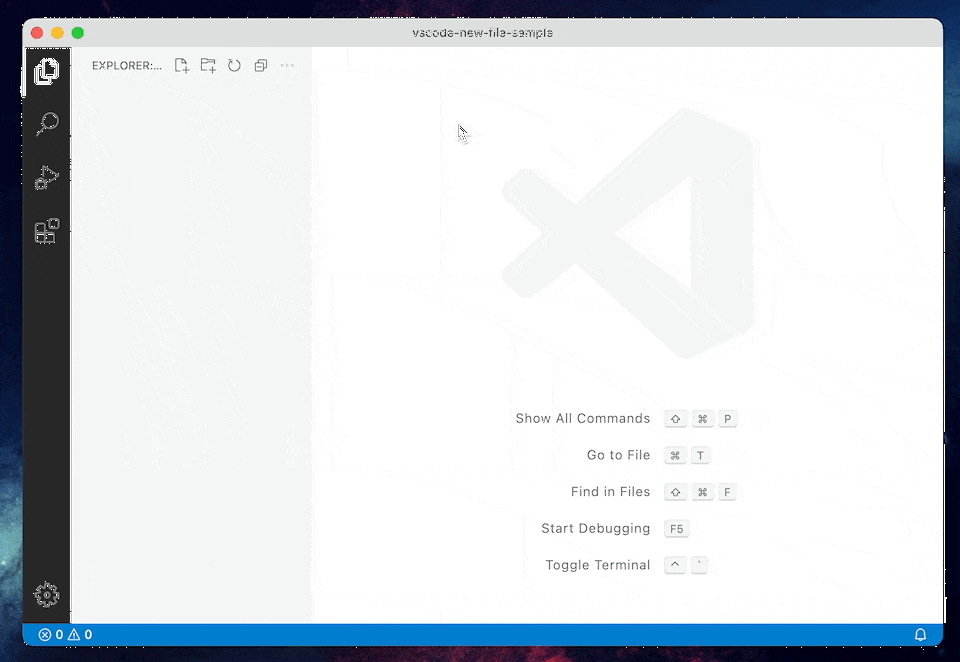 vscode-new-file-sample
EXPLORER:...
Show All Commands ⇧ ⌘ P
Go to File ⌘ T
Find in Files ⇧ ⌘ F
Start Debugging F5
Toggle Terminal ^ `
0 0